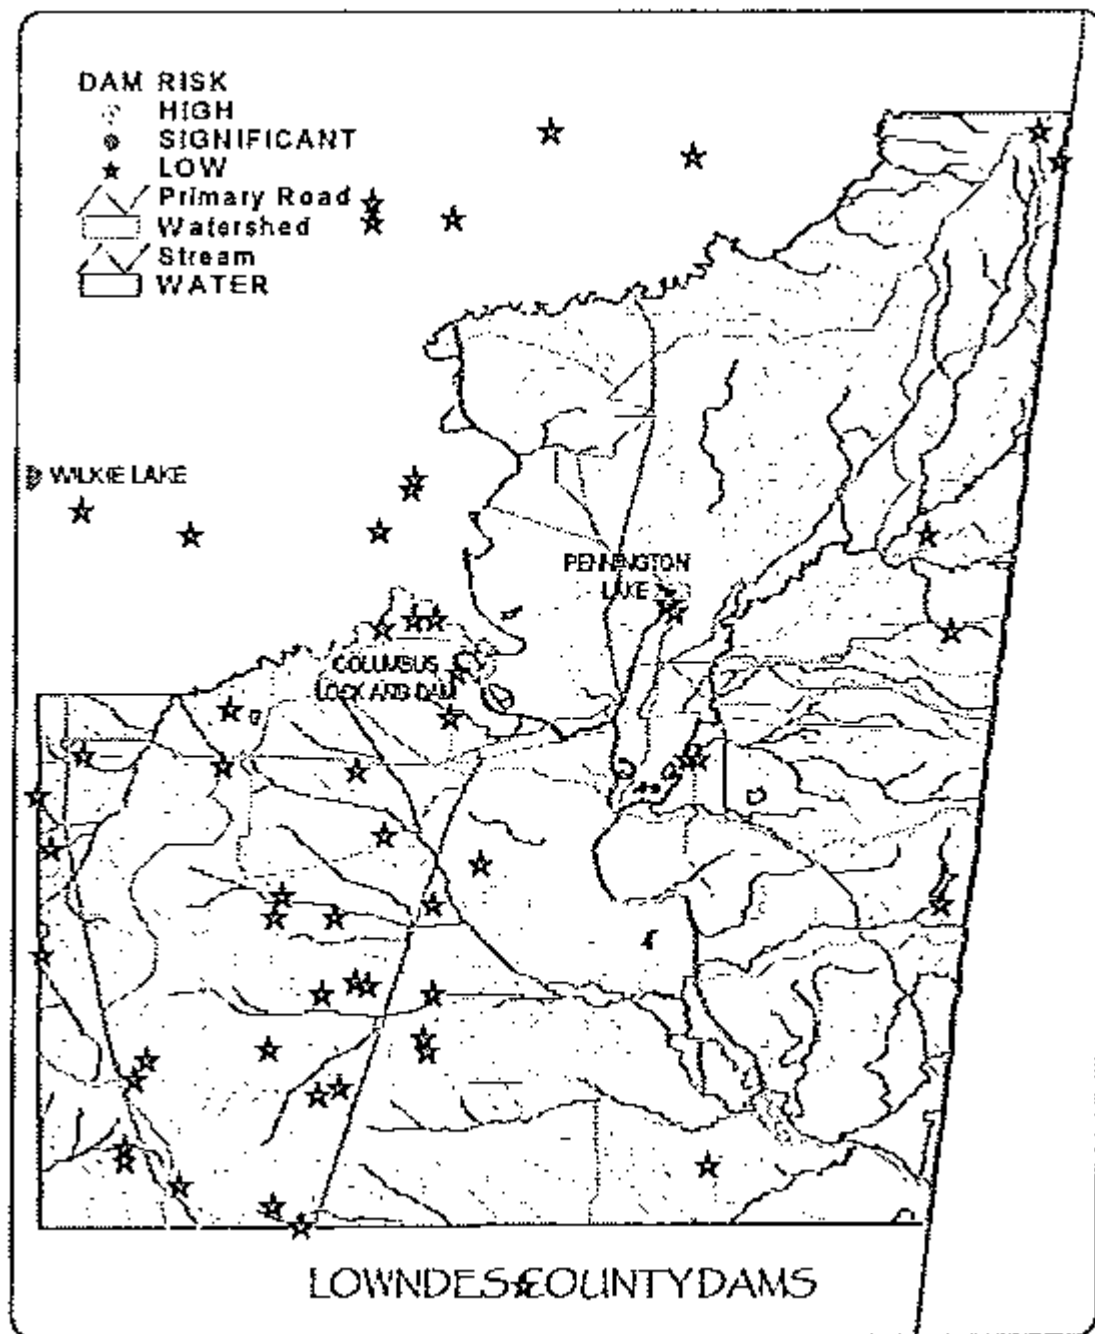 DAM RISK
HIGH
SIGNIFICANT
LOW
Primary Road
Watershed
Stream
WATER
WILKIE LAKE
PENNINGTON
LAKE
COLUMBUS
LOCK AND DAM
LOWNDES COUNTY DAMS